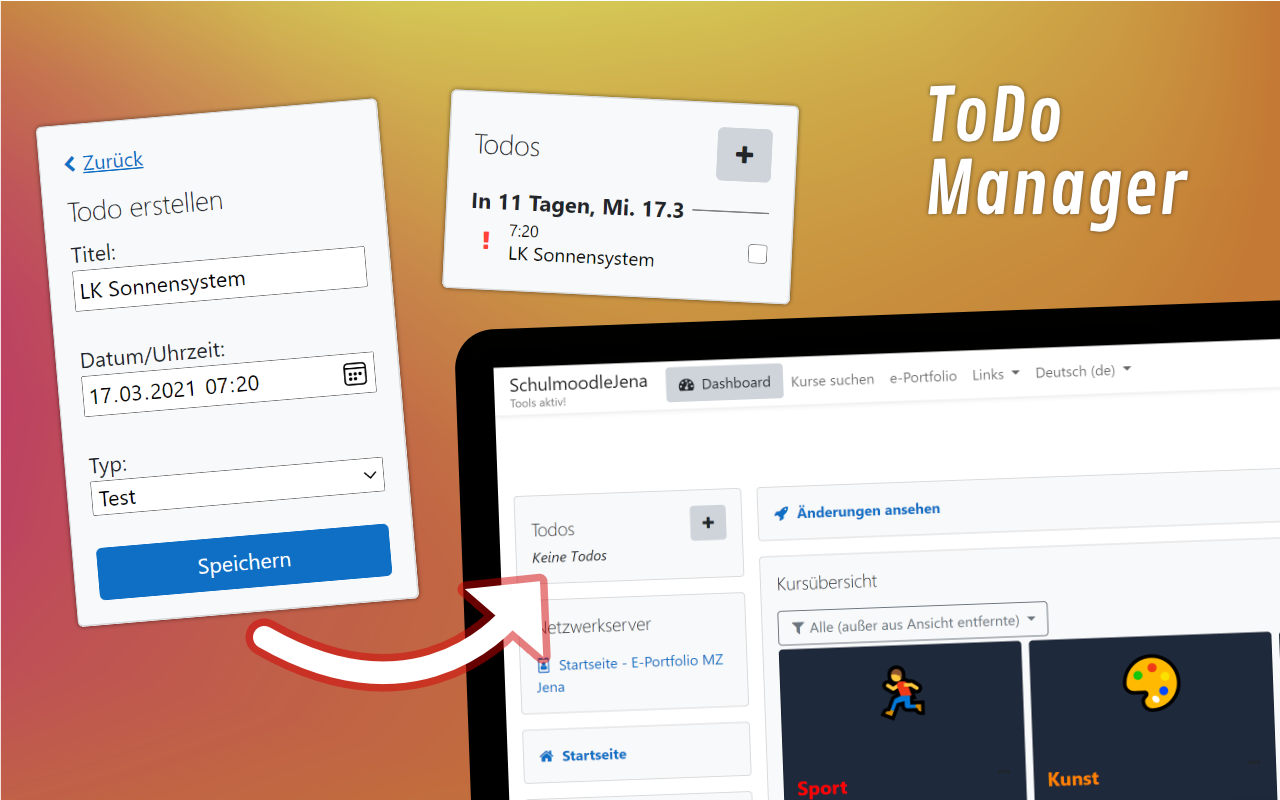 ToDo
Manager
Zurück
Todo erstellen
Titel:
LK Sonnensystem
Datum/Uhrzeit:
17.03.2021 07:20
Typ:
Test
Speichern
Todos
In 11 Tagen, Mi. 17.3
7:20
LK Sonnensystem
SchulmoodleJena
Tools aktiv!
Dashboard
Kurse suchen
e-Portfolio
Links
Deutsch (de)
Todos
Keine Todos
Netzwerkserver
Startseite - E-Portfolio MZ
Jena
Startseite
Änderungen ansehen
Kursübersicht
Alle (außer aus Ansicht entfernte)
Sport
Kunst